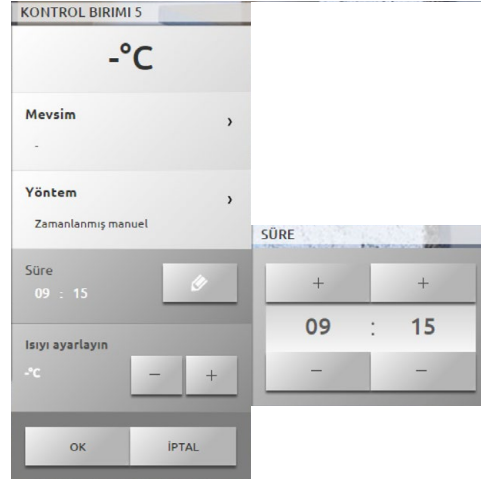 KONTROL BIRIMI 5
-°C
Mevsim
-
Yöntem
Zamanlanmış manuel
Süre
09 : 15
Isıyı ayarlayın
-°C
− +
OK İPTAL
SÜRE
+ +
09 : 15
− −